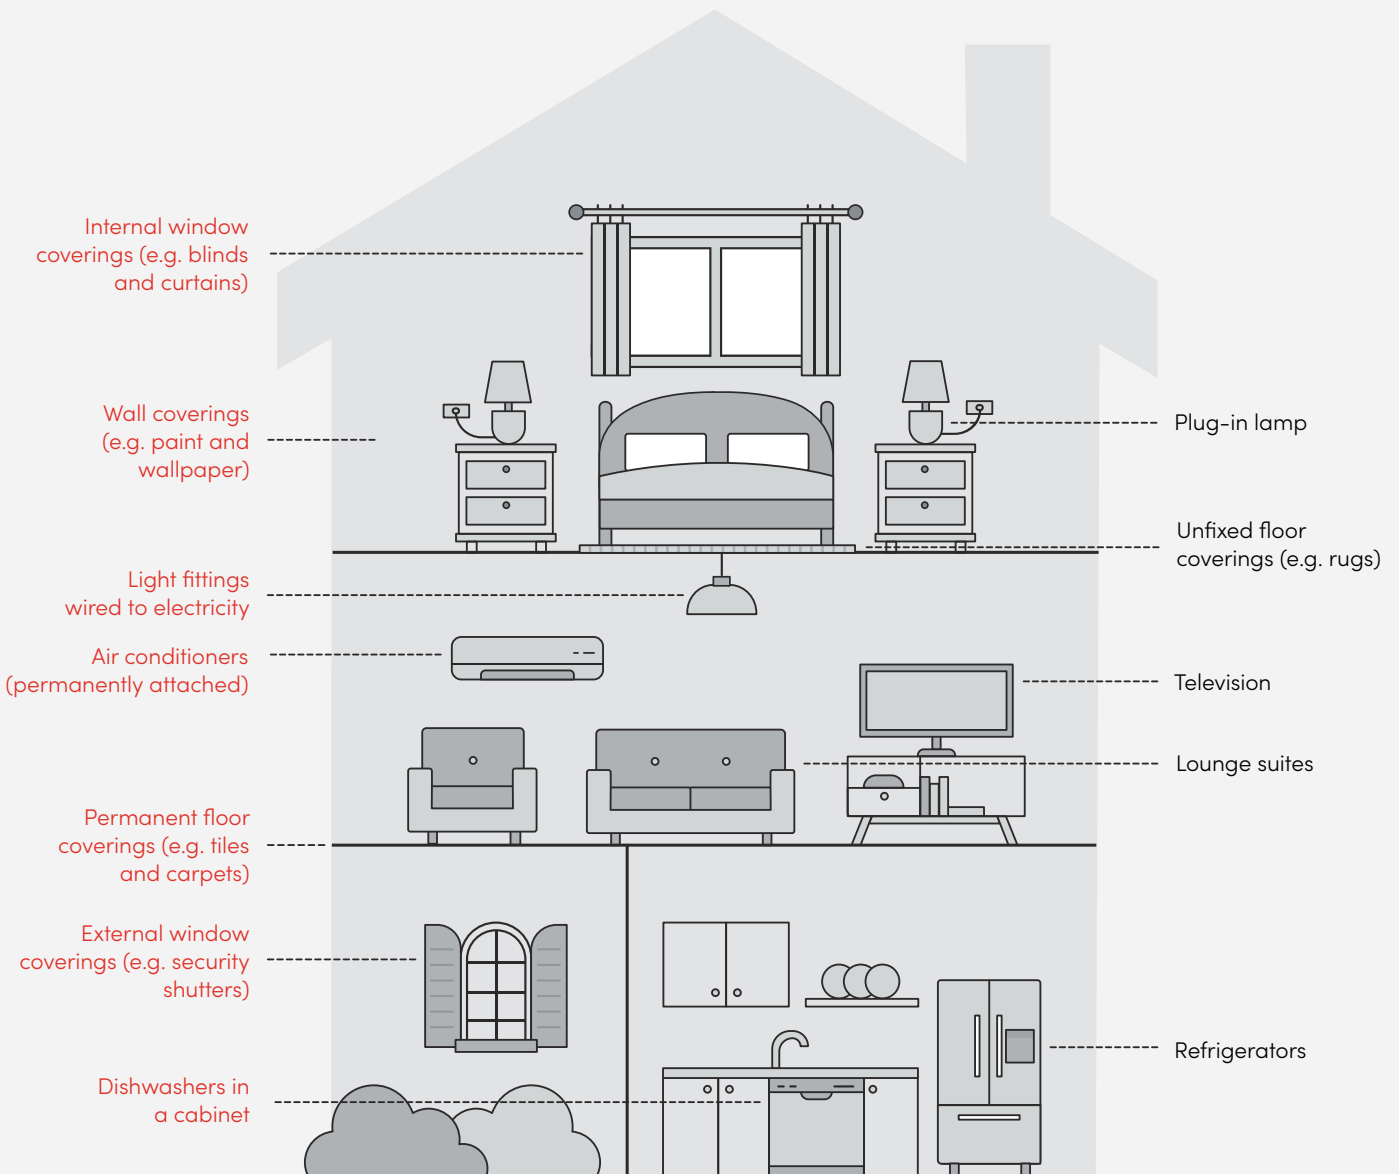 Internal window
coverings (e.g. blinds
and curtains)
Wall coverings
(e.g. paint and
wallpaper)
Plug-in lamp
Unfixed floor
coverings (e.g. rugs)
Light fittings
wired to electricity
Air conditioners
(permanently attached)
Television
Lounge suites
Permanent floor
coverings (e.g. tiles
and carpets)
External window
coverings (e.g. security
shutters)
Refrigerators
Dishwashers in
a cabinet